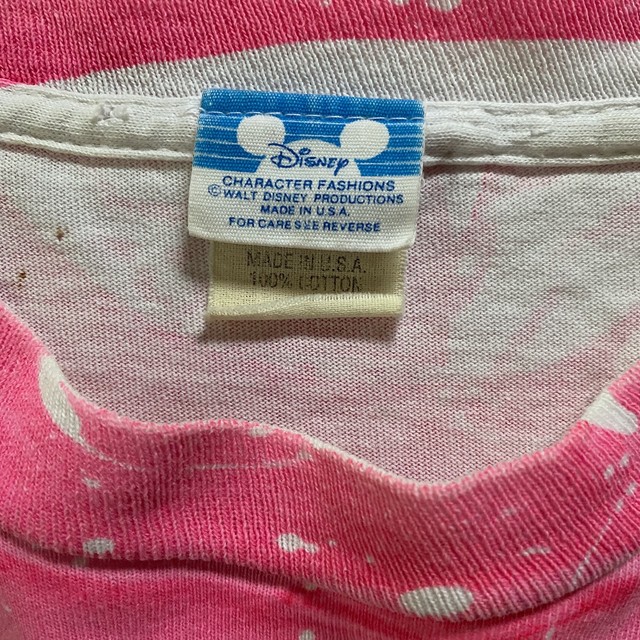 Disney
CHARACTER FASHIONS
© WALT DISNEY PRODUCTIONS
MADE IN U.S.A.
FOR CARE SEE REVERSE
MADE IN U.S.A.
100% COTTON